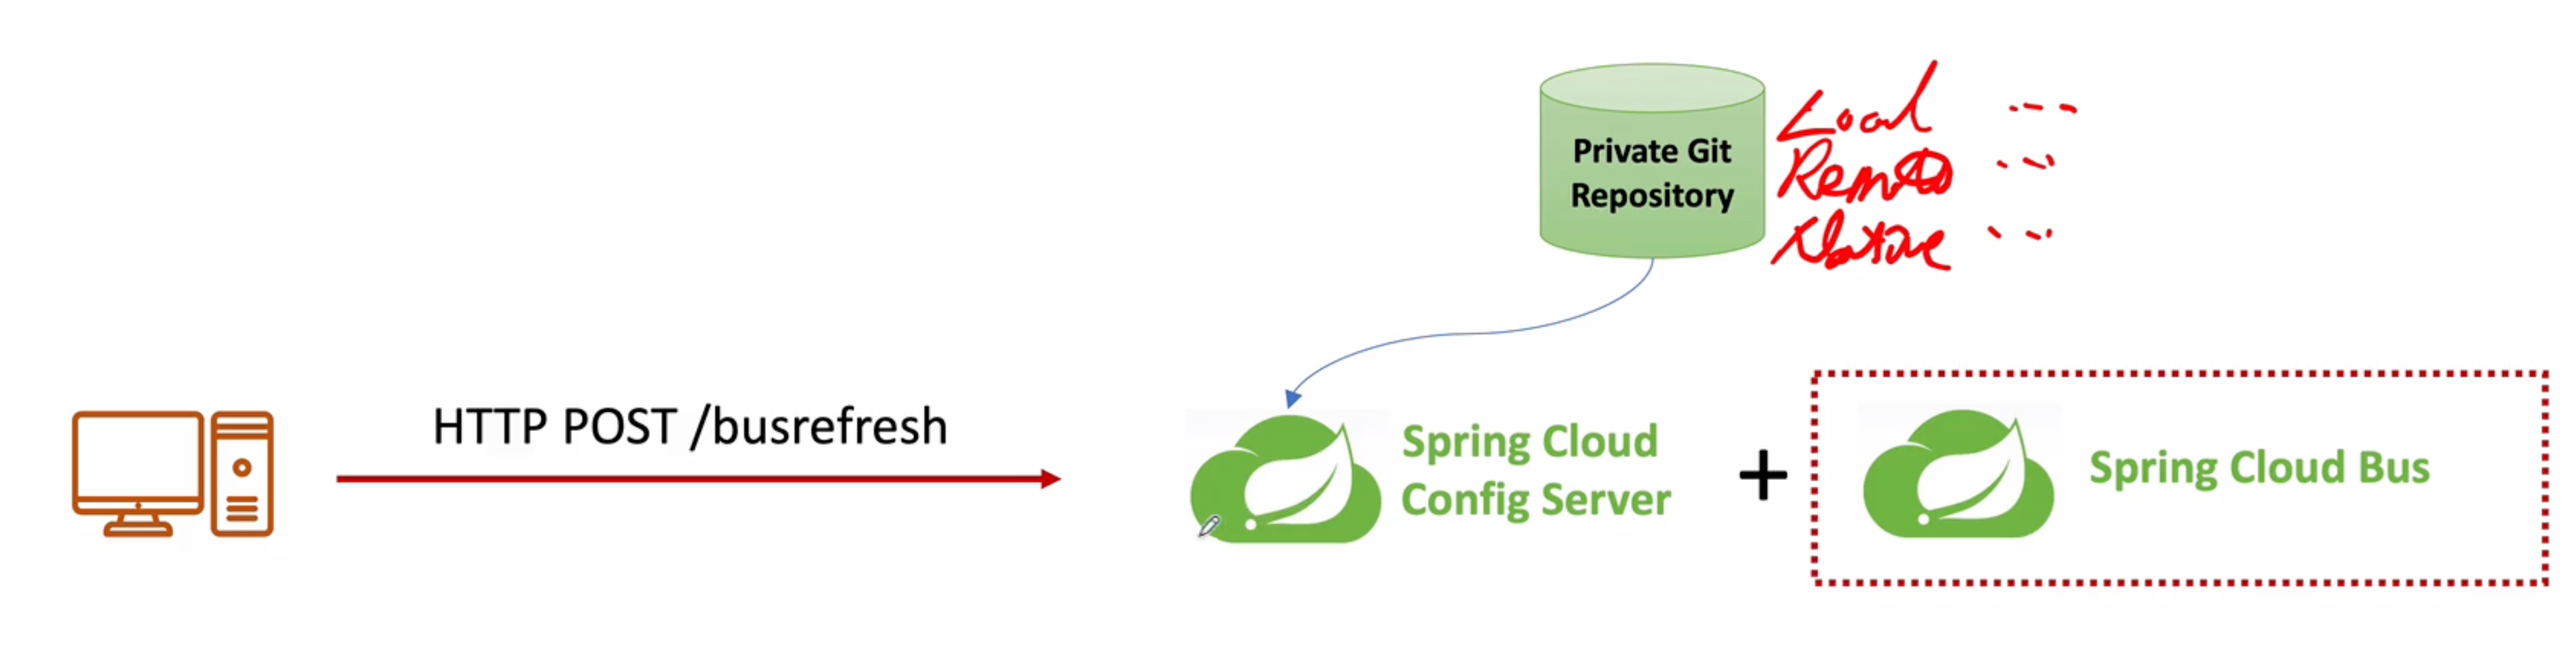 Private Git
Repository
Local
Remote
Native
HTTP POST /busrefresh
Spring Cloud
Config Server
+
Spring Cloud Bus